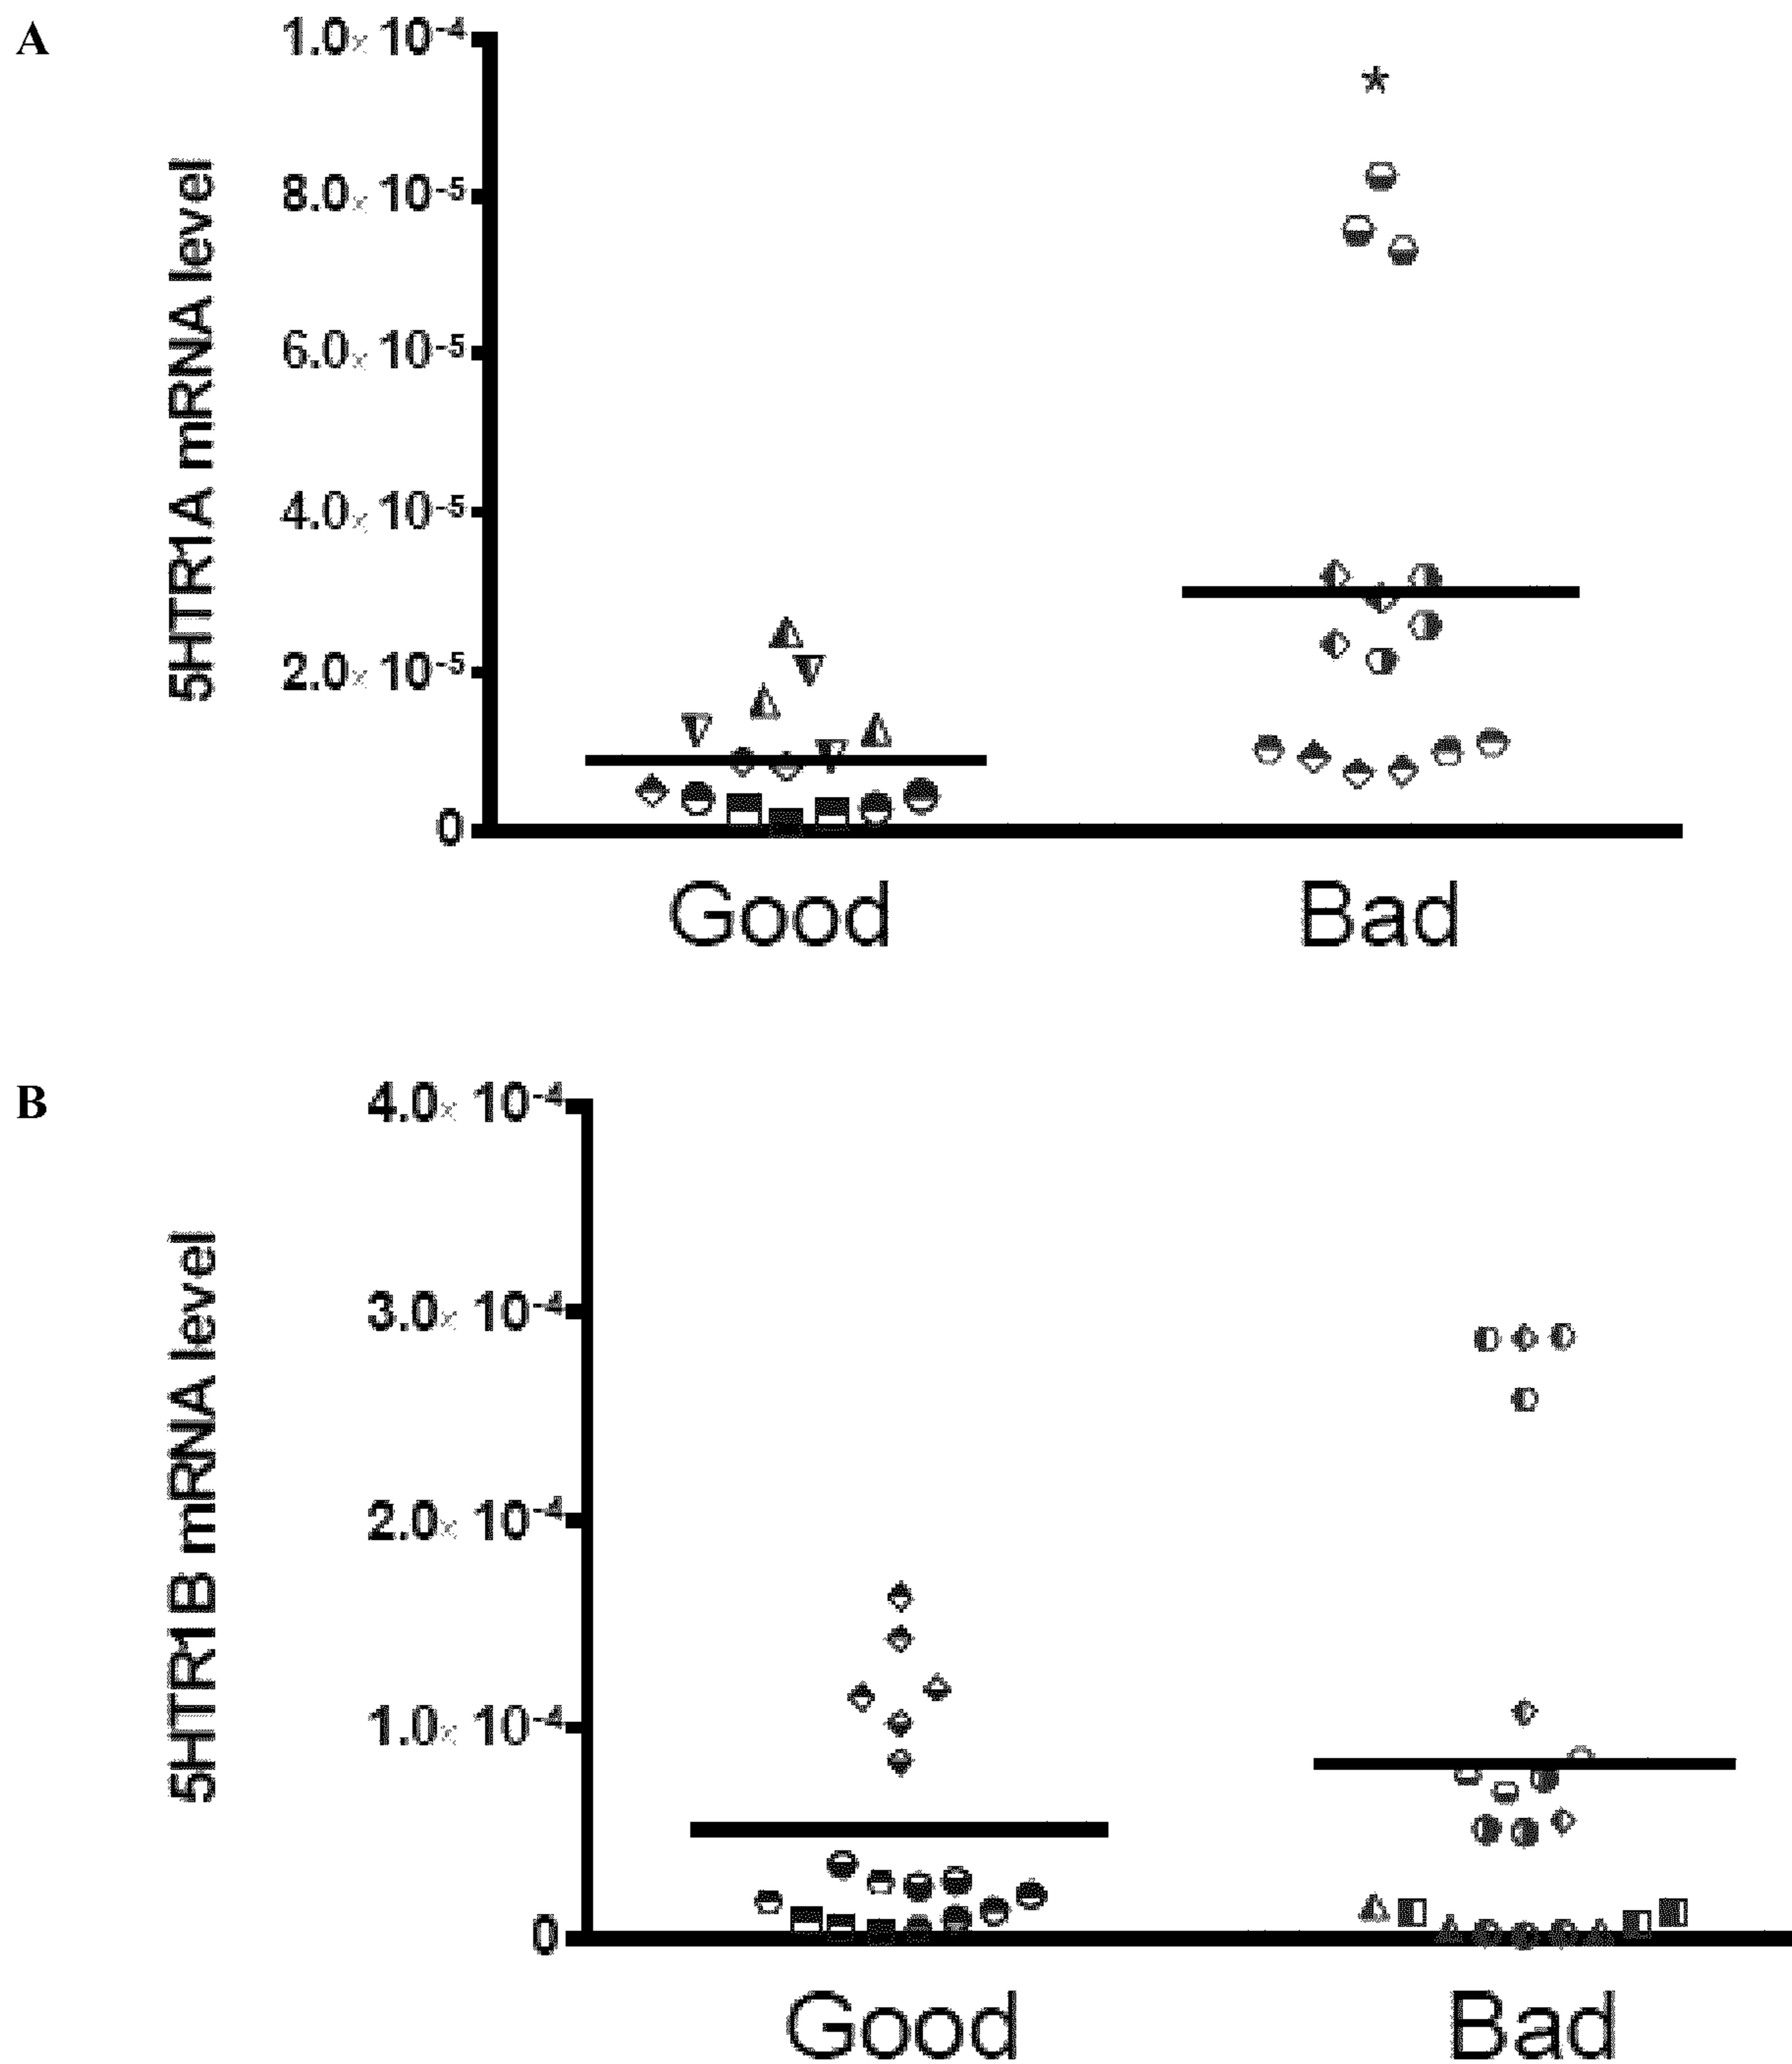 A
1.0× 10⁻⁴
8.0× 10⁻⁵
6.0× 10⁻⁵
4.0× 10⁻⁵
2.0× 10⁻⁵
0
5HTR1A mRNA level
*
Good
Bad
B
4.0× 10⁻⁴
3.0× 10⁻⁴
2.0× 10⁻⁴
1.0× 10⁻⁴
0
5HTR1B mRNA level
Good
Bad